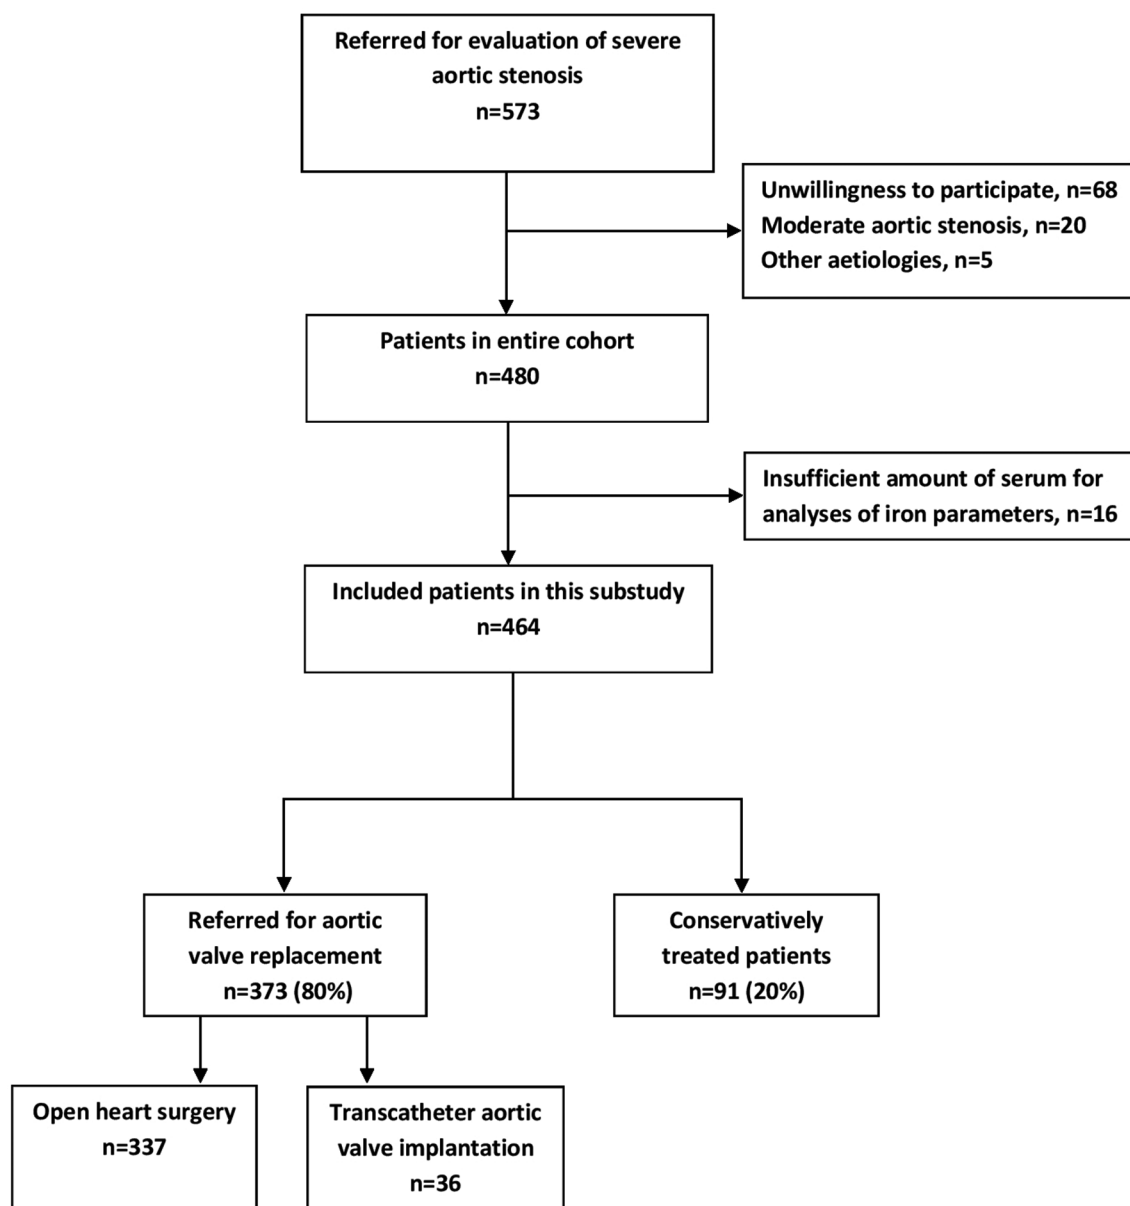 Referred for evaluation of severe
aortic stenosis
n=573
Unwillingness to participate, n=68
Moderate aortic stenosis, n=20
Other aetiologies, n=5
Patients in entire cohort
n=480
Insufficient amount of serum for
analyses of iron parameters, n=16
Included patients in this substudy
n=464
Referred for aortic
valve replacement
n=373 (80%)
Conservatively
treated patients
n=91 (20%)
Open heart surgery
n=337
Transcatheter aortic
valve implantation
n=36